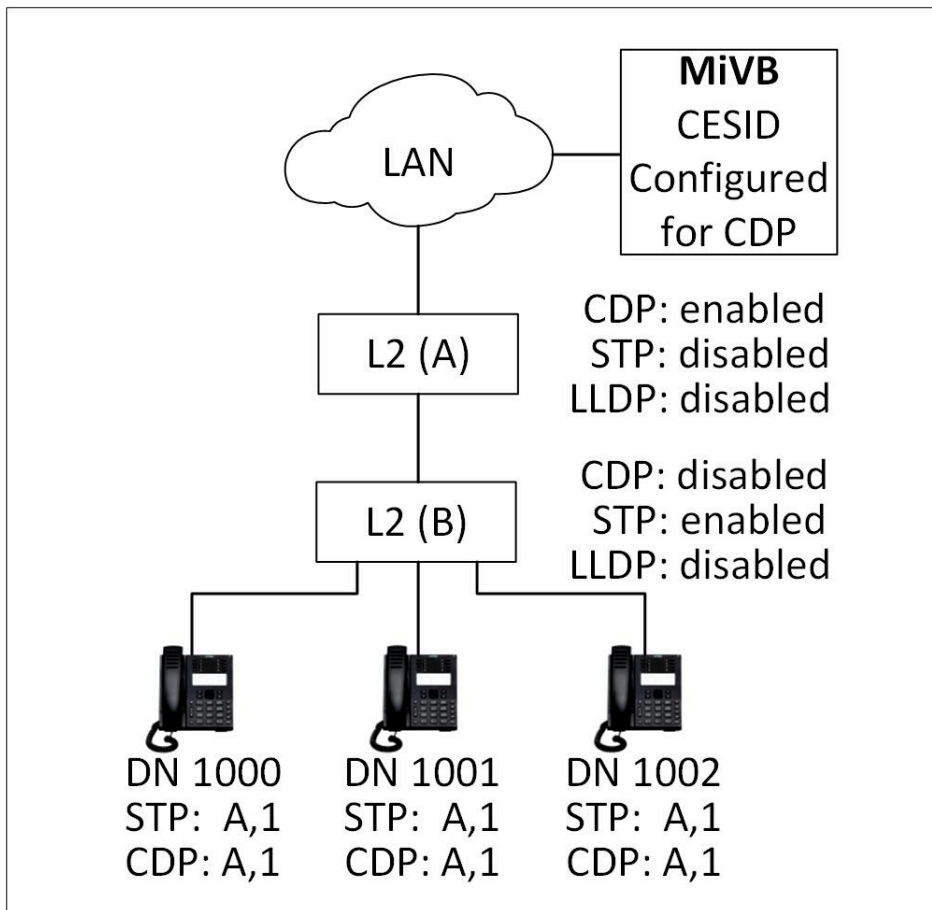 MiVB
CESID
Configured
for CDP
LAN
L2 (A)
CDP: enabled
STP: disabled
LLDP: disabled
L2 (B)
CDP: disabled
STP: enabled
LLDP: disabled
DN 1000
STP: A,1
CDP: A,1
DN 1001
STP: A,1
CDP: A,1
DN 1002
STP: A,1
CDP: A,1